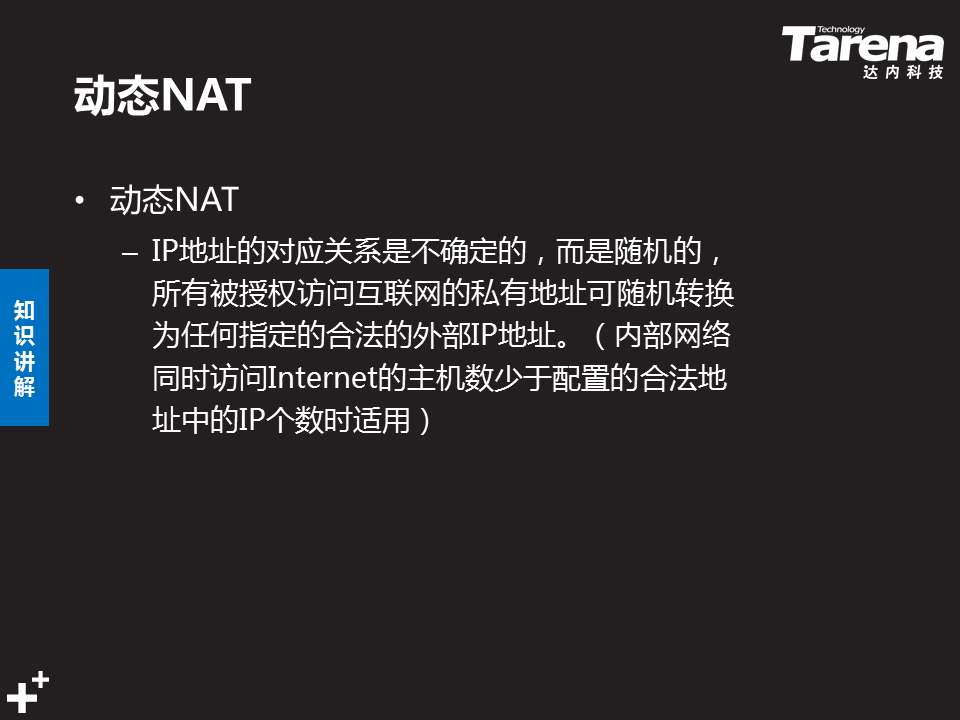 Technology
Tarena
达内科技
动态NAT
• 动态NAT
– IP地址的对应关系是不确定的，而是随机的，
所有被授权访问互联网的私有地址可随机转换
为任何指定的合法的外部IP地址。（内部网络
同时访问Internet的主机数少于配置的合法地
址中的IP个数时适用）
知
识
讲
解